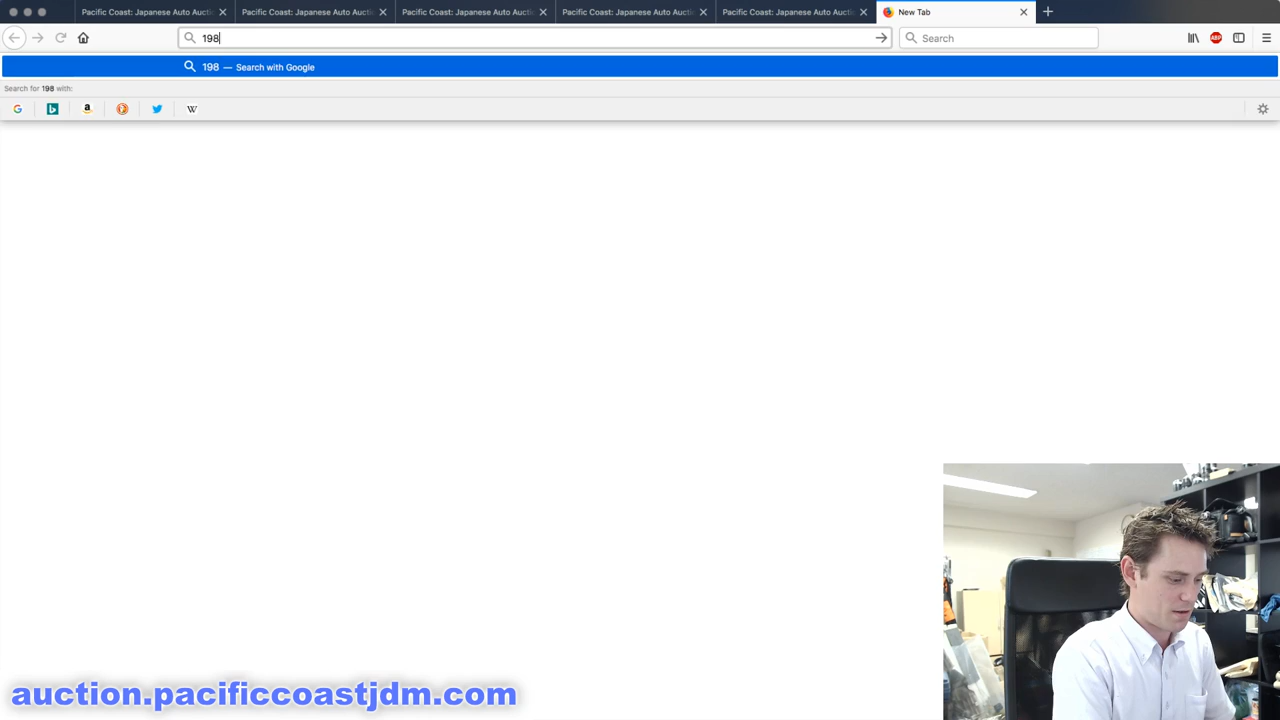 Pacific Coast: Japanese Auto Aucti
Pacific Coast: Japanese Auto Aucti
Pacific Coast: Japanese Auto Aucti
Pacific Coast: Japanese Auto Aucti
Pacific Coast: Japanese Auto Aucti
New Tab
198
Search
ABP
198 — Search with Google
Search for 198 with:
G
b
a
W
auction.pacificcoastjdm.com